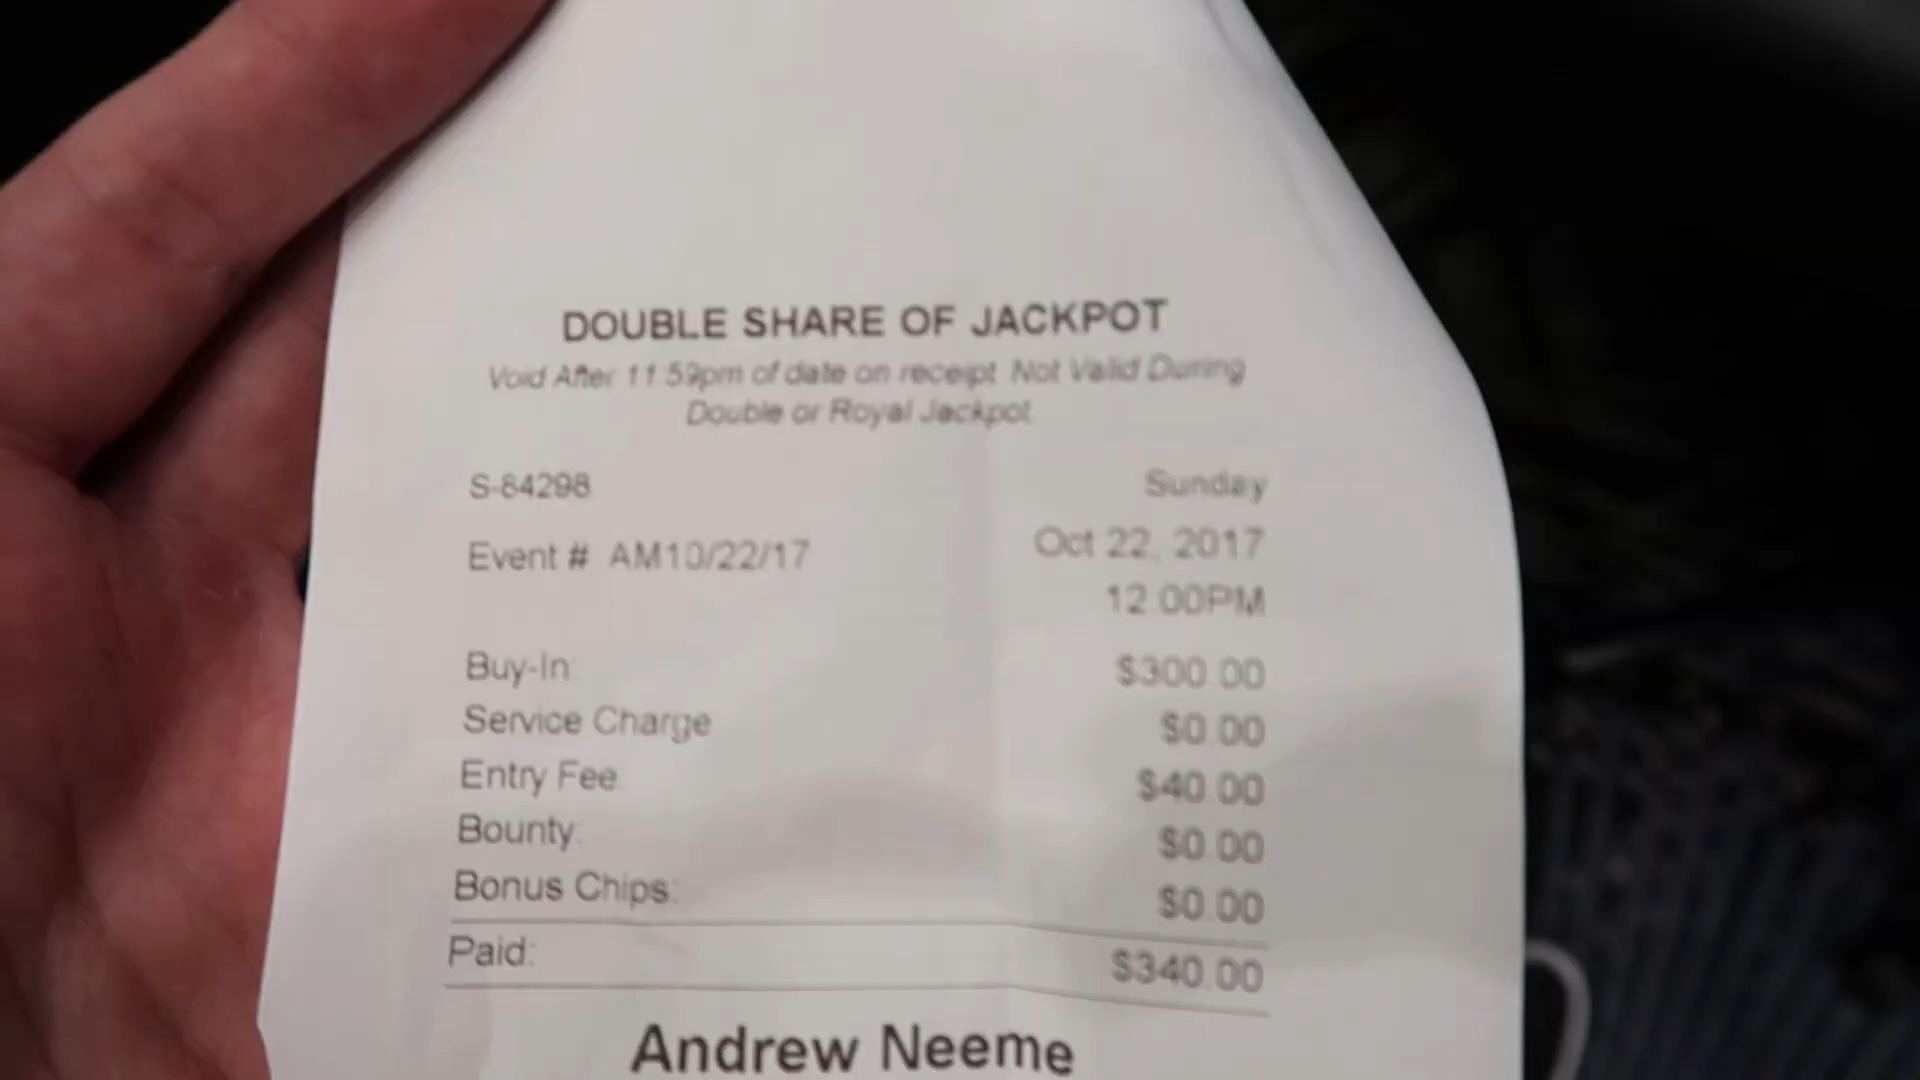 DOUBLE SHARE OF JACKPOT
Void After 11:59pm of date on receipt. Not Valid During
Double or Royal Jackpot.
S-84298
Sunday
Event # AM10/22/17
Oct 22, 2017
12:00PM
Buy-In: $300.00
Service Charge $0.00
Entry Fee $40.00
Bounty: $0.00
Bonus Chips: $0.00
Paid: $340.00
Andrew Neeme